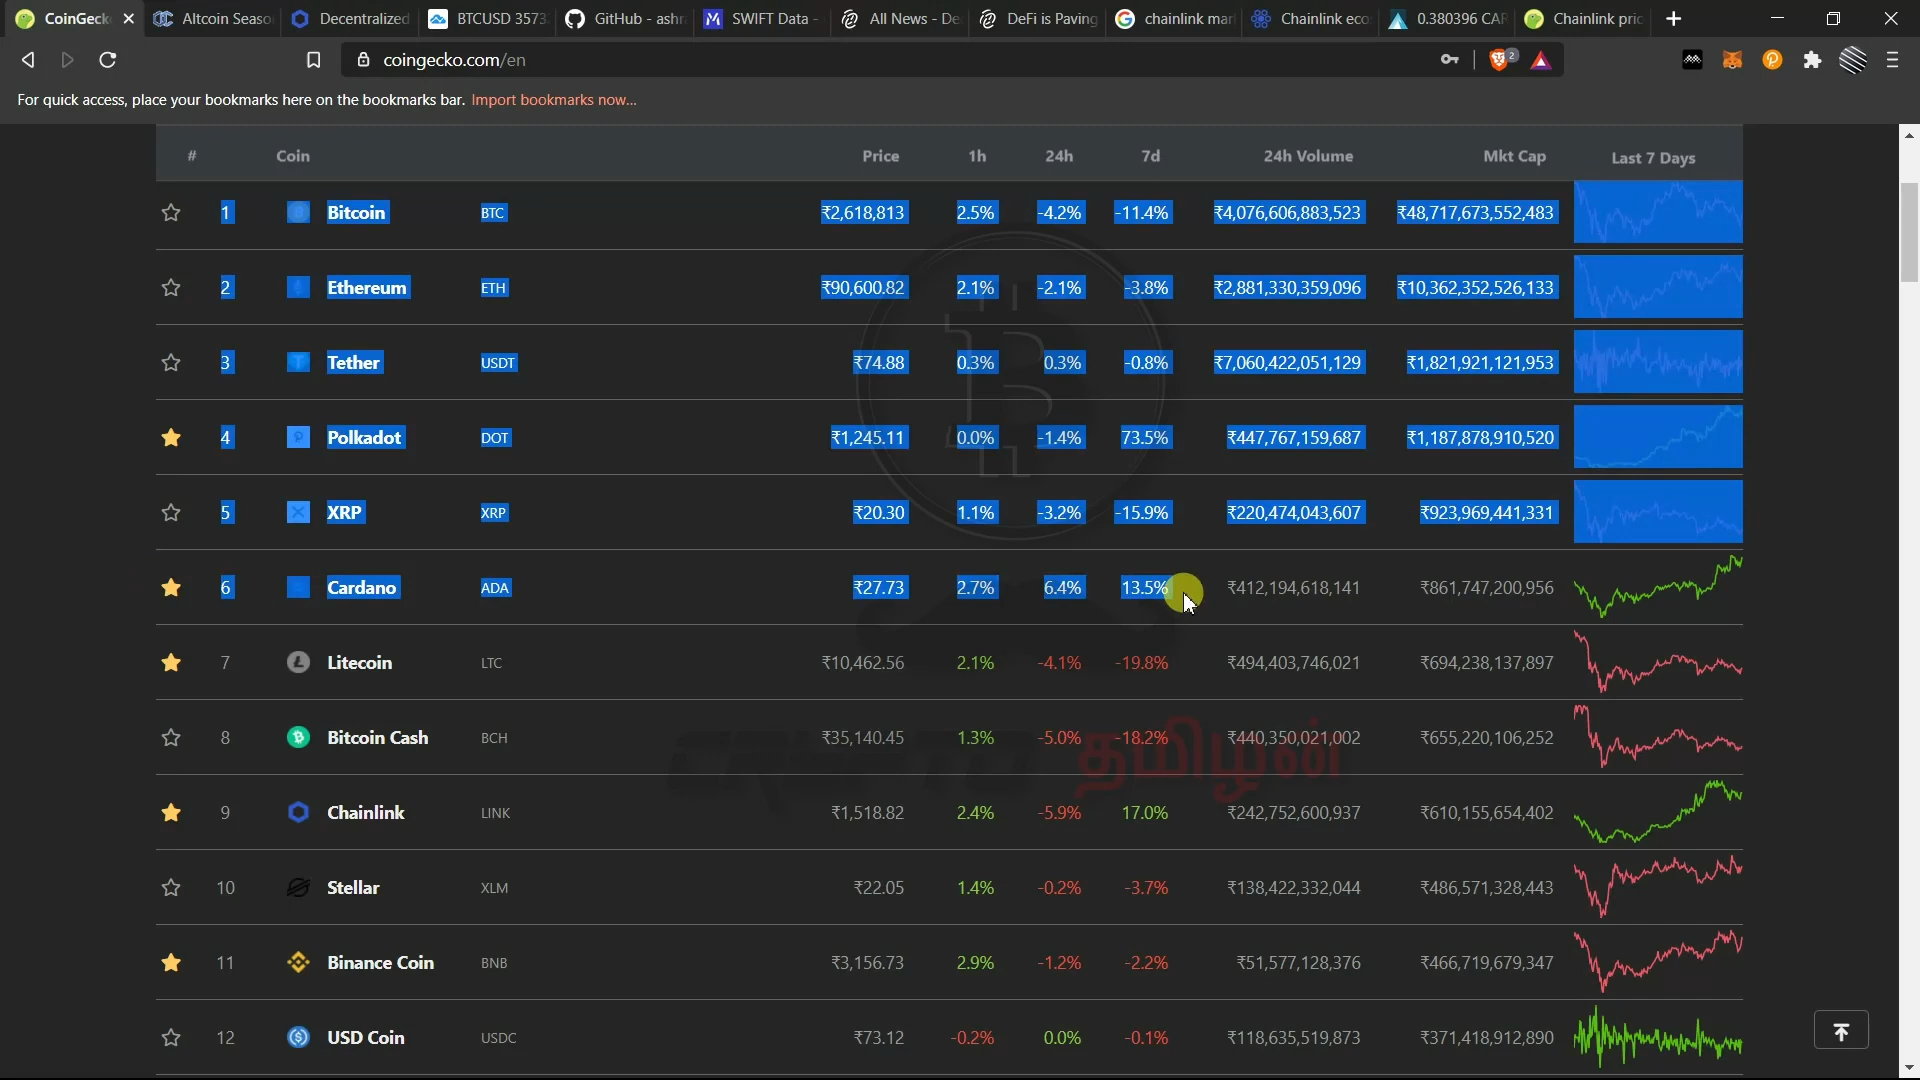 CoinGeck
Altcoin Seaso
Decentralized
BTCUSD 3573
GitHub - ashr
SWIFT Data -
All News - De
DeFi is Paving
chainlink mar
Chainlink eco
0.380396 CAR
Chainlink pric
coingecko.com/en
2
For quick access, place your bookmarks here on the bookmarks bar. Import bookmarks now...
# Coin Price 1h 24h 7d 24h Volume Mkt Cap Last 7 Days
1 Bitcoin BTC ₹2,618,813 2.5% -4.2% -11.4% ₹4,076,606,883,523 ₹48,717,673,552,483
2 Ethereum ETH ₹90,600.82 2.1% -2.1% -3.8% ₹2,881,330,359,096 ₹10,362,352,526,133
3 Tether USDT ₹74.88 0.3% 0.3% -0.8% ₹7,060,422,051,129 ₹1,821,921,121,953
4 Polkadot DOT ₹1,245.11 0.0% -1.4% 73.5% ₹447,767,159,687 ₹1,187,878,910,520
5 XRP XRP ₹20.30 1.1% -3.2% -15.9% ₹220,474,043,607 ₹923,969,441,331
6 Cardano ADA ₹27.73 2.7% 6.4% 13.5% ₹412,194,618,141 ₹861,747,200,956
7 Litecoin LTC ₹10,462.56 2.1% -4.1% -19.8% ₹494,403,746,021 ₹694,238,137,897
8 Bitcoin Cash BCH ₹35,140.45 1.3% -5.0% -18.2% ₹440,350,021,002 ₹655,220,106,252
தமிழன்
9 Chainlink LINK ₹1,518.82 2.4% -5.9% 17.0% ₹242,752,600,937 ₹610,155,654,402
10 Stellar XLM ₹22.05 1.4% -0.2% -3.7% ₹138,422,332,044 ₹486,571,328,443
11 Binance Coin BNB ₹3,156.73 2.9% -1.2% -2.2% ₹51,577,128,376 ₹466,719,679,347
12 USD Coin USDC ₹73.12 -0.2% 0.0% -0.1% ₹118,635,519,873 ₹371,418,912,890